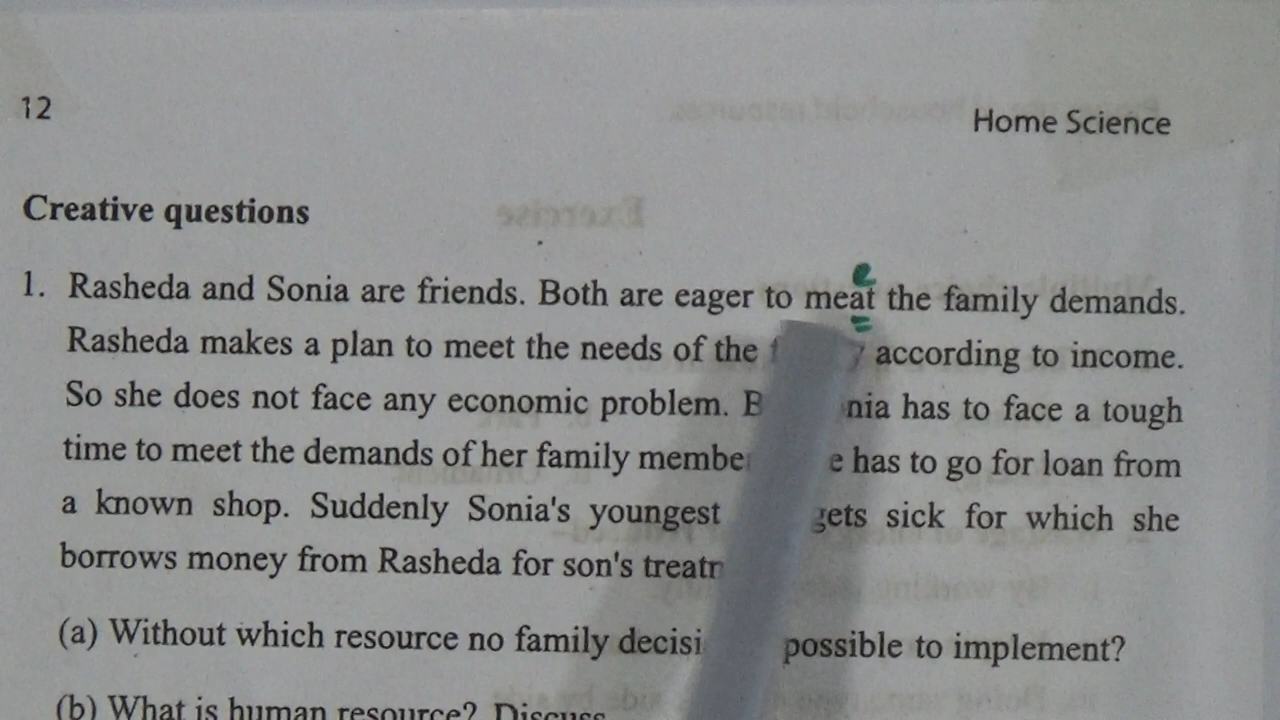 12
Home Science
Creative questions
1. Rasheda and Sonia are friends. Both are eager to meat the family demands.
e
Rasheda makes a plan to meet the needs of the according to income.
So she does not face any economic problem. has to face a tough
time to meet the demands of her family has to go for loan from
a known shop. Suddenly Sonia's youngest gets sick for which she
borrows money from Rasheda for son's
(a) Without which resource no family possible to implement?
(b) What is human resource? Discuss